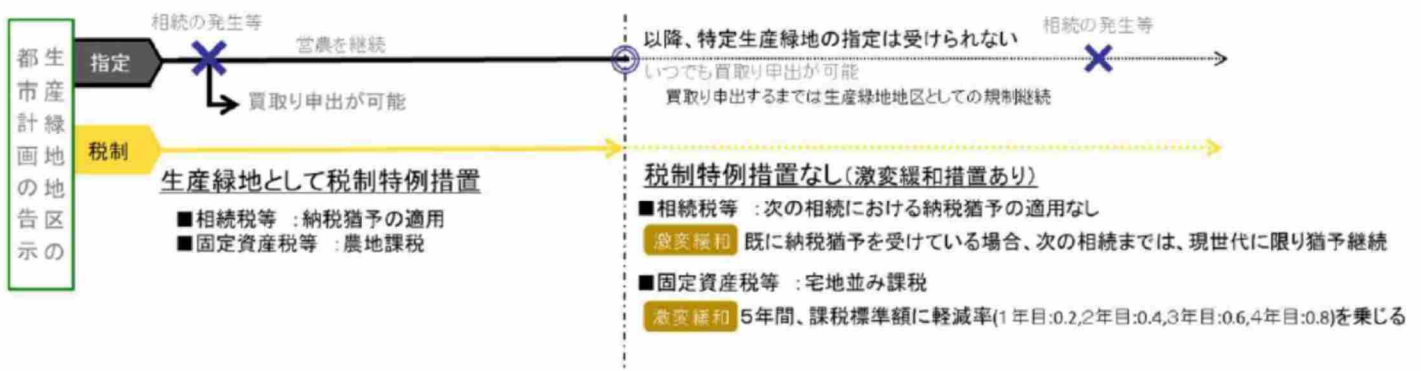 生産緑地地区の
都市計画の告示
指定
税制
相続の発生等
営農を継続
買取り申出が可能
生産緑地として税制特例措置
■相続税等 :納税猶予の適用
■固定資産税等 :農地課税
相続の発生等
以降、特定生産緑地の指定は受けられない
いつでも買取り申出が可能
買取り申出するまでは生産緑地地区としての規制継続
税制特例措置なし(激変緩和措置あり)
■相続税等 :次の相続における納税猶予の適用なし
激変緩和 既に納税猶予を受けている場合、次の相続までは、現世代に限り猶予継続
■固定資産税等 :宅地並み課税
激変緩和 5年間、課税標準額に軽減率(1年目:0.2,2年目:0.4,3年目:0.6,4年目:0.8)を乗じる